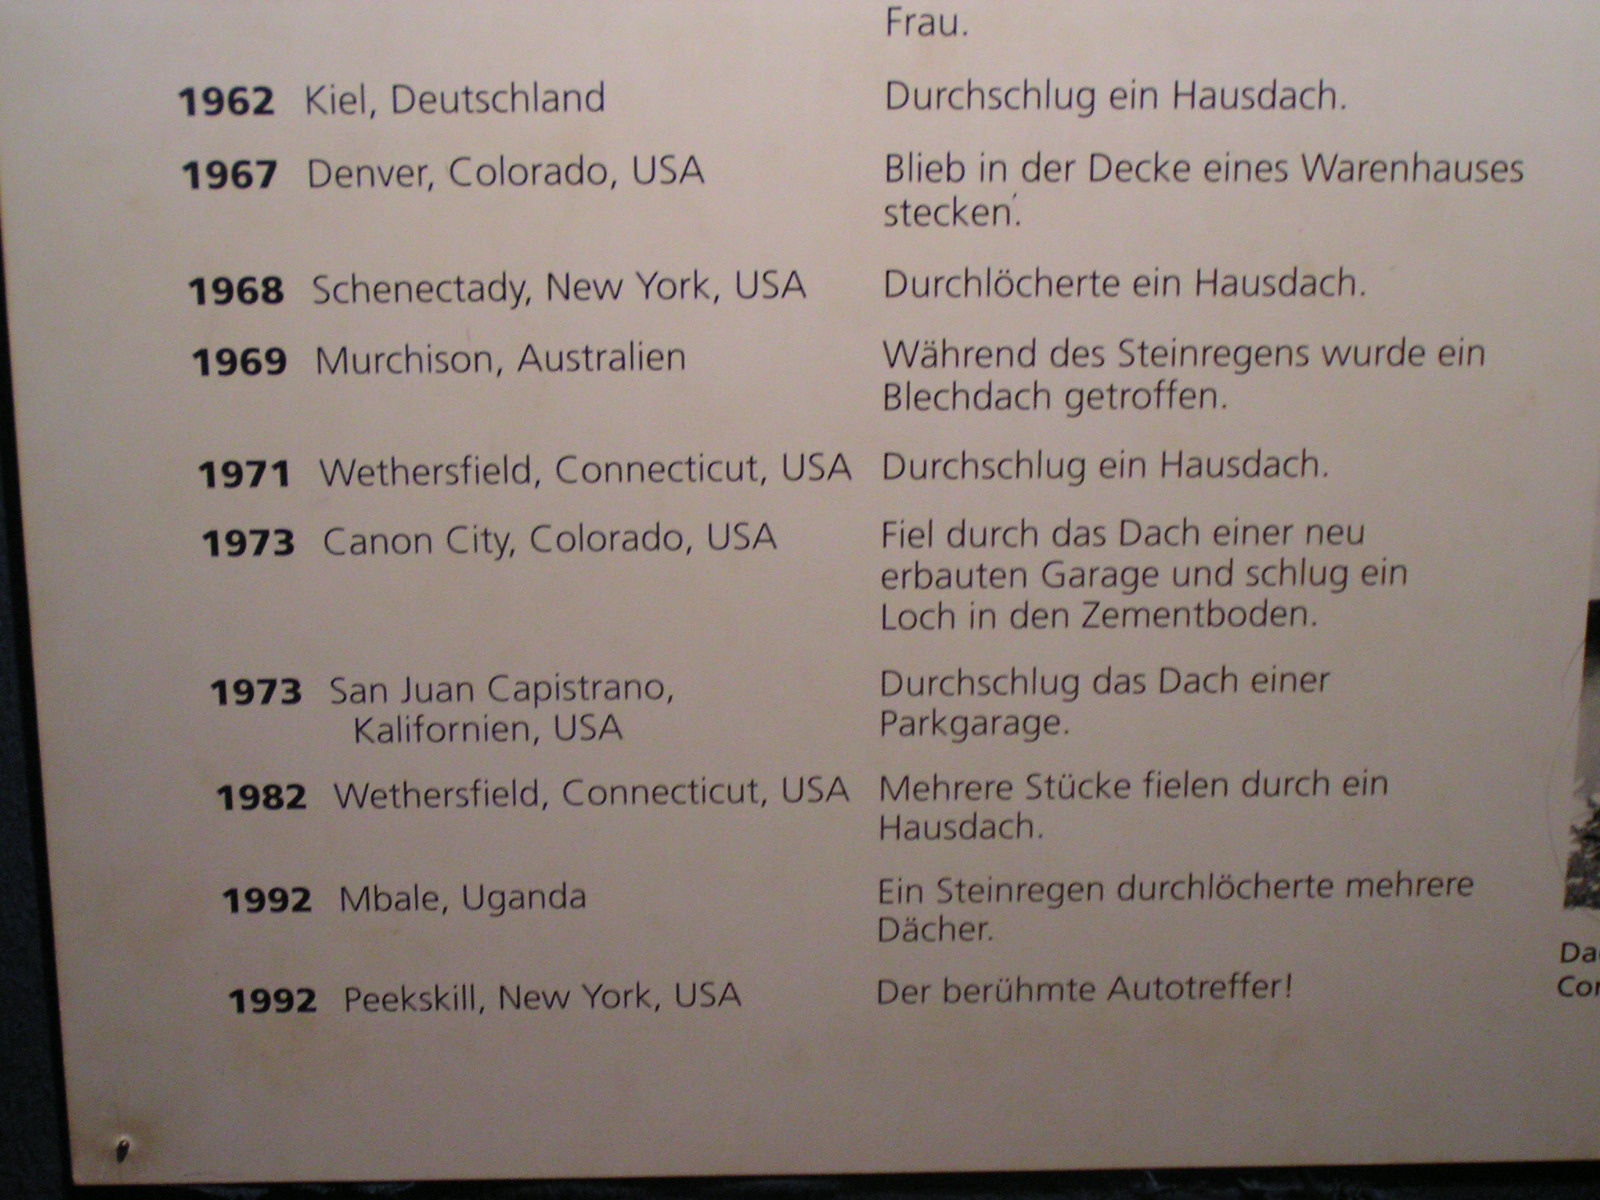 Frau.
1962 Kiel, Deutschland Durchschlug ein Hausdach.
1967 Denver, Colorado, USA Blieb in der Decke eines Warenhauses
stecken.
1968 Schenectady, New York, USA Durchlöcherte ein Hausdach.
1969 Murchison, Australien Während des Steinregens wurde ein
Blechdach getroffen.
1971 Wethersfield, Connecticut, USA Durchschlug ein Hausdach.
1973 Canon City, Colorado, USA Fiel durch das Dach einer neu
erbauten Garage und schlug ein
Loch in den Zementboden.
1973 San Juan Capistrano, Durchschlug das Dach einer
Kalifornien, USA Parkgarage.
1982 Wethersfield, Connecticut, USA Mehrere Stücke fielen durch ein
Hausdach.
1992 Mbale, Uganda Ein Steinregen durchlöcherte mehrere
Dächer.
1992 Peekskill, New York, USA Der berühmte Autotreffer!